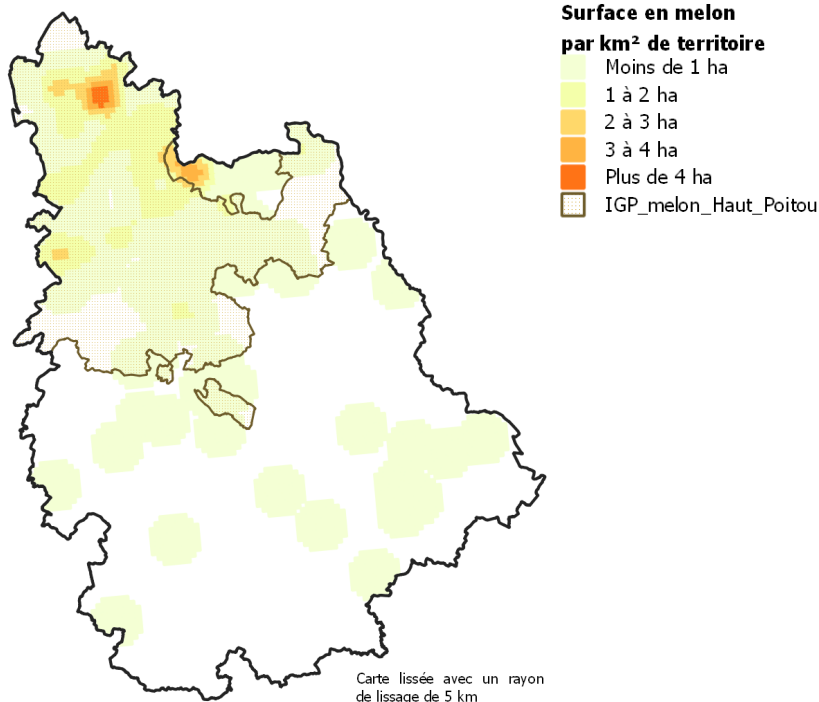 Surface en melon
par km² de territoire
Moins de 1 ha
1 à 2 ha
2 à 3 ha
3 à 4 ha
Plus de 4 ha
IGP_melon_Haut_Poitou
Carte lissée avec un rayon
de lissage de 5 km